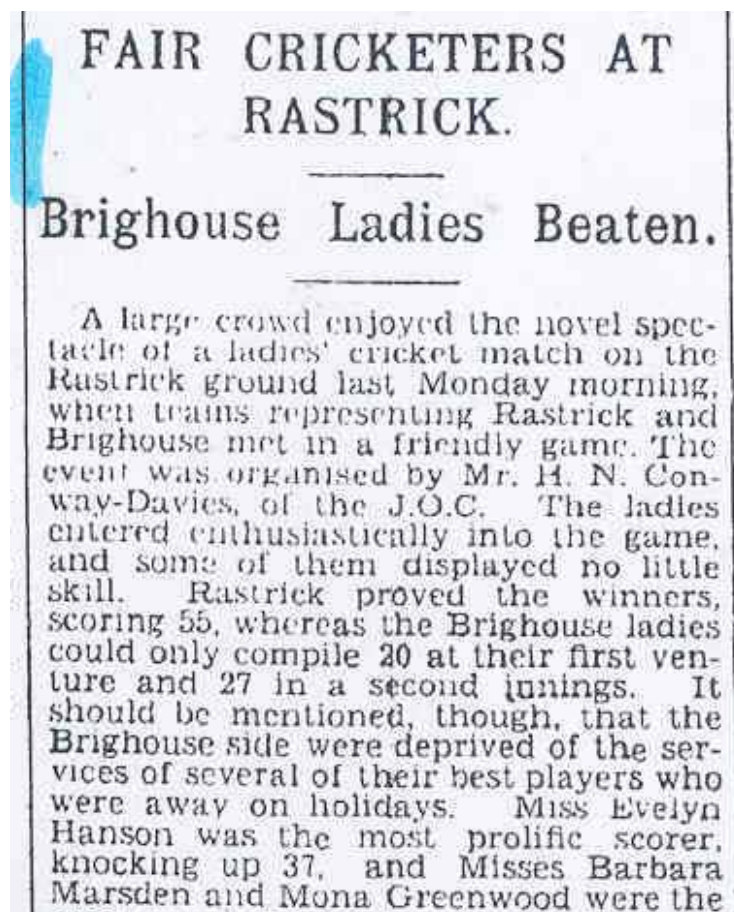 FAIR CRICKETERS AT
RASTRICK.
Brighouse Ladies Beaten.
A large crowd enjoyed the novel spec-
tacle of a ladies' cricket match on the
Rastrick ground last Monday morning,
when teams representing Rastrick and
Brighouse met in a friendly game. The
event was organised by Mr. H. N. Con-
way-Davies, of the J.O.C. The ladies
entered enthusiastically into the game,
and some of them displayed no little
skill. Rastrick proved the winners,
scoring 55, whereas the Brighouse ladies
could only compile 20 at their first ven-
ture and 27 in a second innings. It
should be mentioned, though, that the
Brighouse side were deprived of the ser-
vices of several of their best players who
were away on holidays. Miss Evelyn
Hanson was the most prolific scorer,
knocking up 37, and Misses Barbara
Marsden and Mona Greenwood were the